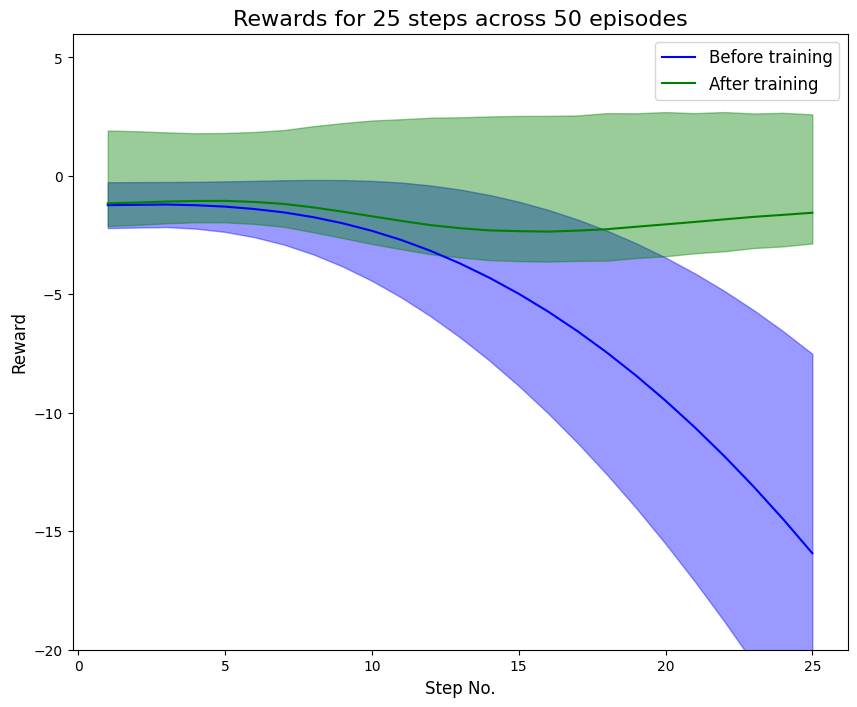 Rewards for 25 steps across 50 episodes
Before training
After training
5
0
−5
−10
−15
−20
Reward
0 5 10 15 20 25
Step No.